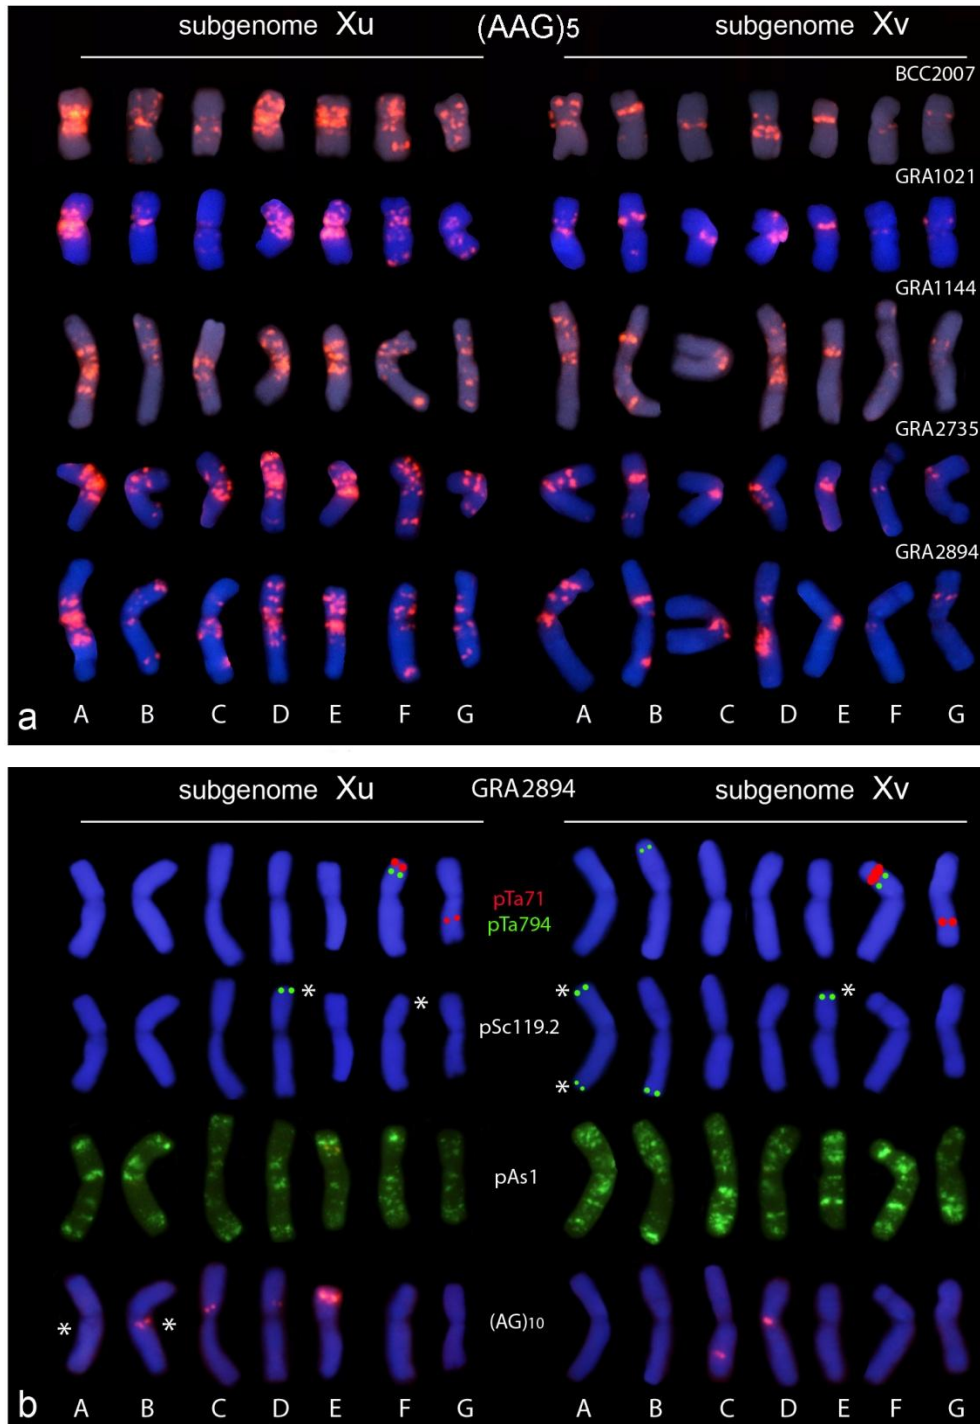 subgenome Xu (AAG)5 subgenome Xv
BCC2007
GRA1021
GRA1144
GRA2735
GRA2894
a A B C D E F G A B C D E F G
subgenome Xu GRA2894 subgenome Xv
pTa71
pTa794
* * pSc119.2 * *
*
pAs1
* * (AG)10
b A B C D E F G A B C D E F G